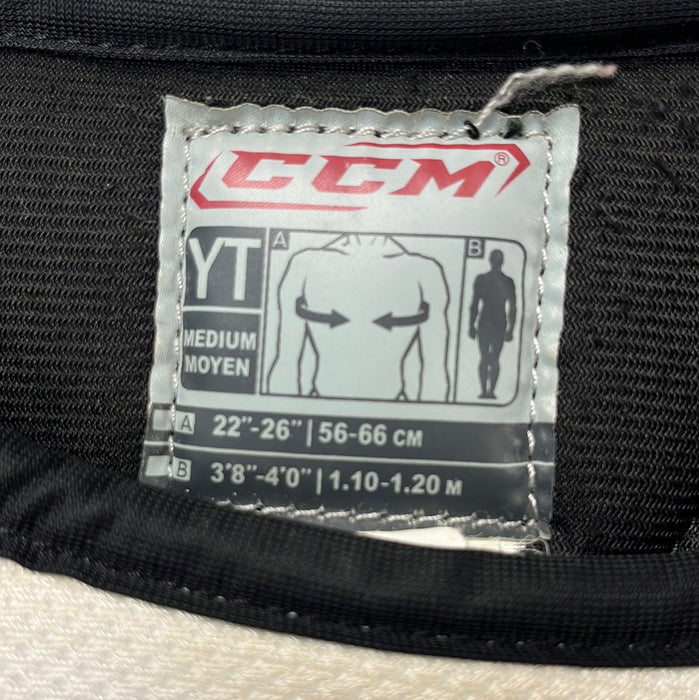 CCM®
YT
A
B
MEDIUM
MOYEN
A 22"-26" | 56-66 CM
B 3'8"-4'0" | 1.10-1.20 M